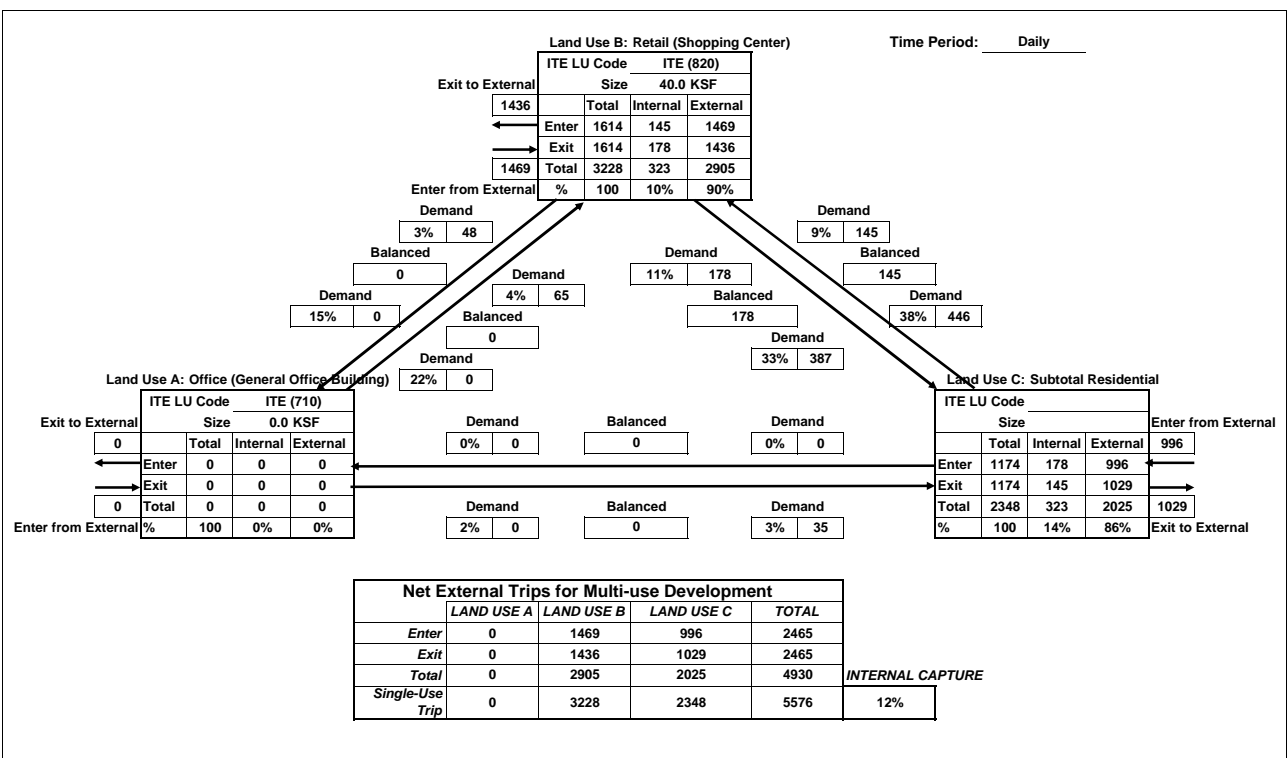 Land Use B: Retail (Shopping Center)
Time Period: Daily
ITE LU Code ITE (820)
Exit to External Size 40.0 KSF
1436 Total Internal External
Enter 1614 145 1469
Exit 1614 178 1436
1469 Total 3228 323 2905
Enter from External % 100 10% 90%
Demand
3% 48
Balanced
0
Demand
15% 0
Demand
4% 65
Balanced
0
Demand
22% 0
Demand
11% 178
Balanced
178
Demand
33% 387
Demand
9% 145
Balanced
145
Demand
38% 446
Land Use A: Office (General Office Building)
ITE LU Code ITE (710)
Exit to External Size 0.0 KSF
0 Total Internal External
Enter 0 0 0
Exit 0 0 0
0 Total 0 0 0
Enter from External % 100 0% 0%
Demand Balanced Demand
0% 0 0 0% 0
Demand Balanced Demand
2% 0 0 3% 35
Land Use C: Subtotal Residential
ITE LU Code
Size Enter from External
Total Internal External 996
Enter 1174 178 996
Exit 1174 145 1029
Total 2348 323 2025 1029
% 100 14% 86% Exit to External
Net External Trips for Multi-use Development
LAND USE A LAND USE B LAND USE C TOTAL
Enter 0 1469 996 2465
Exit 0 1436 1029 2465
Total 0 2905 2025 4930 INTERNAL CAPTURE
Single-Use
Trip 0 3228 2348 5576 12%